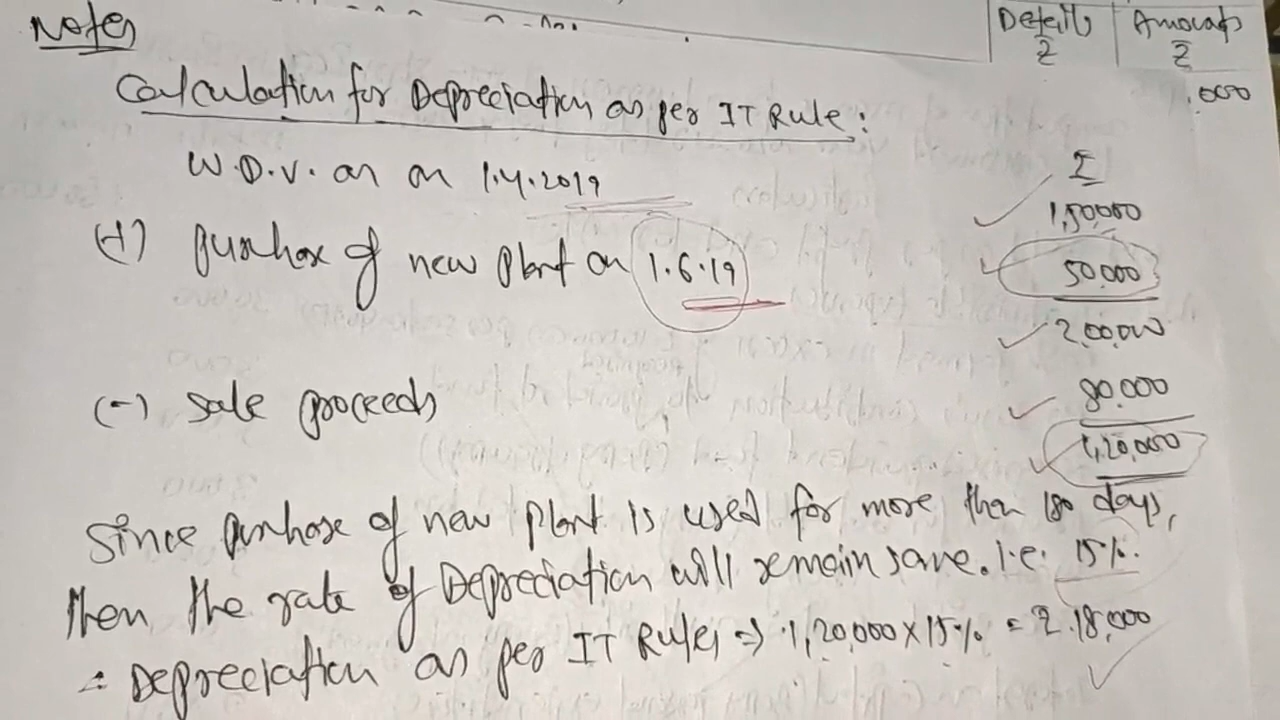 Notes
Details Amounts
₹ ₹
.000
Calculation for Depreciation as per IT Rule:
₹
W.D.V. as on 1.4.2019 1,50,000
(+) purchase of new plant on 1.6.19 50,000
2,00,000
(-) sale proceeds 80,000
1,20,000
Since purchase of new plant is used for more than 180 days,
then the rate of Depreciation will remain same. i.e. 15%.
∴ Depreciation as per IT Rules ⇒ 1,20,000 x 15% = ₹ 18,000